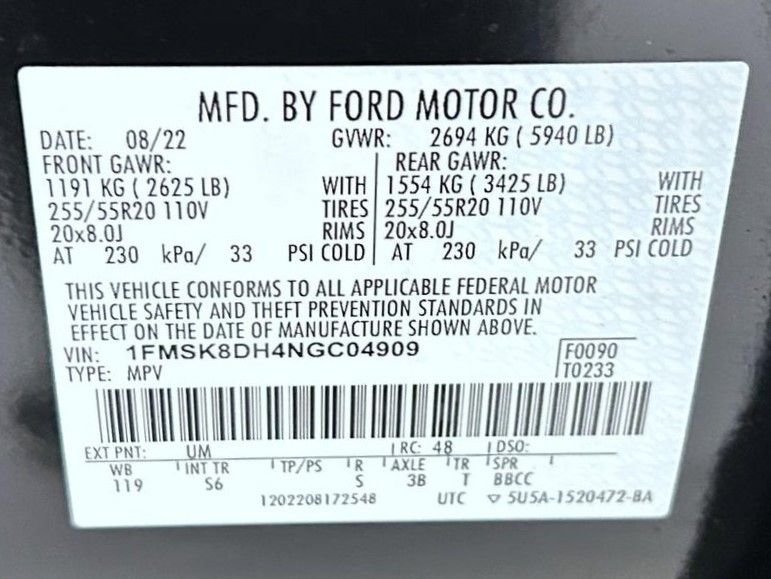 MFD. BY FORD MOTOR CO.
DATE: 08/22 GVWR: 2694 KG ( 5940 LB)
FRONT GAWR: REAR GAWR:
1191 KG ( 2625 LB) WITH 1554 KG ( 3425 LB) WITH
255/55R20 110V TIRES 255/55R20 110V TIRES
20x8.0J RIMS 20x8.0J RIMS
AT 230 kPa/ 33 PSI COLD AT 230 kPa/ 33 PSI COLD
THIS VEHICLE CONFORMS TO ALL APPLICABLE FEDERAL MOTOR
VEHICLE SAFETY AND THEFT PREVENTION STANDARDS IN
EFFECT ON THE DATE OF MANUFACTURE SHOWN ABOVE.
VIN: 1FMSK8DH4NGC04909 F0090
TYPE: MPV T0233
EXT PNT: UM RC: 48 DSO:
WB INT TR TP/PS R AXLE TR SPR
119 S6 S 3B T BBCC
1202208172548 UTC ▽ 5U5A-1520472-BA